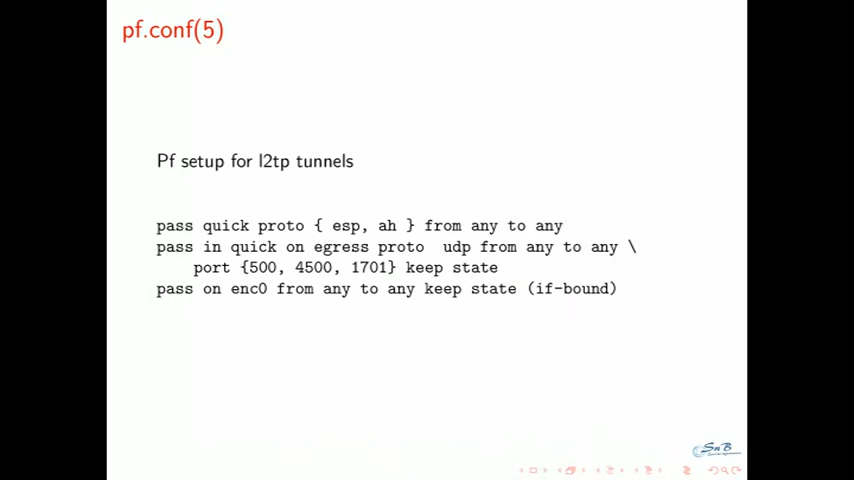 pf.conf(5)
Pf setup for l2tp tunnels
pass quick proto { esp, ah } from any to any
pass in quick on egress proto  udp from any to any \
    port {500, 4500, 1701} keep state
pass on enc0 from any to any keep state (if-bound)
SnB